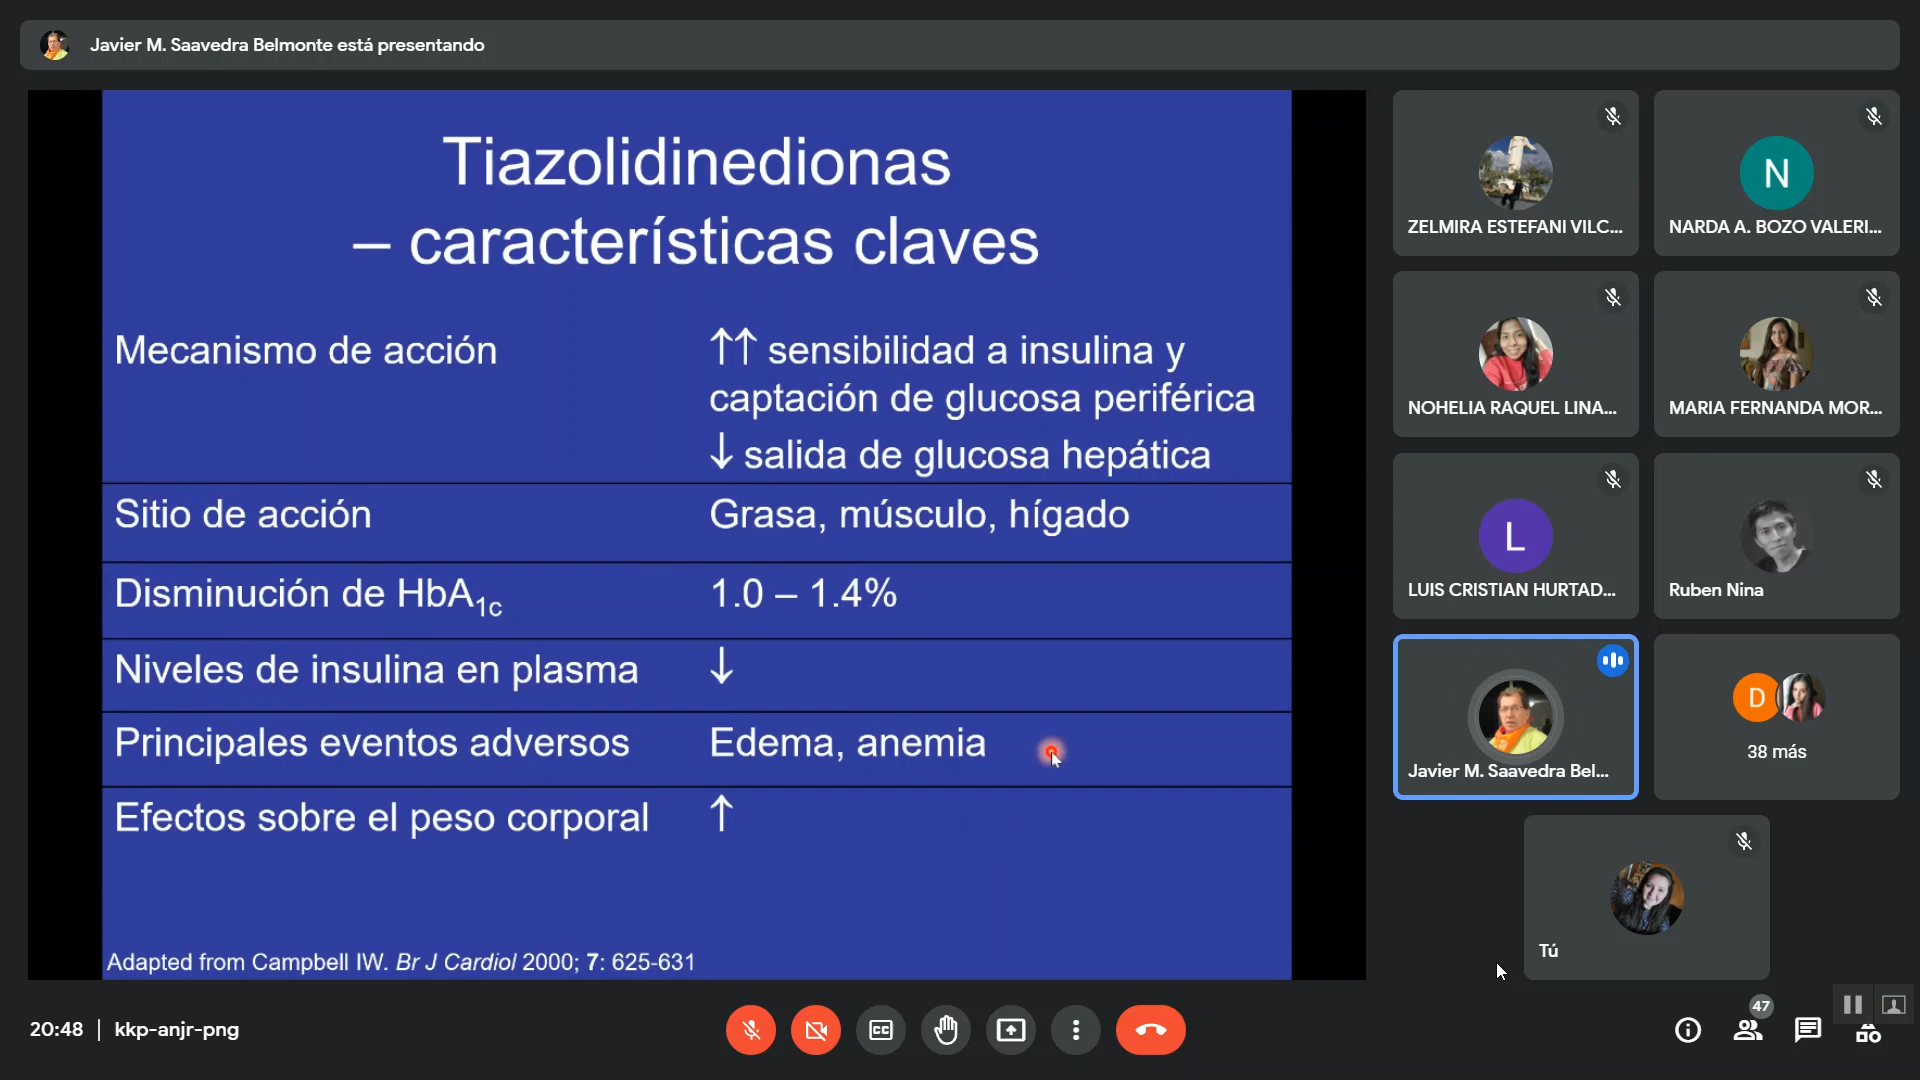 Javier M. Saavedra Belmonte está presentando
Tiazolidinedionas
– características claves
Mecanismo de acción
↑↑ sensibilidad a insulina y
captación de glucosa periférica
↓ salida de glucosa hepática
Sitio de acción
Grasa, músculo, hígado
Disminución de HbA1c
1.0 – 1.4%
Niveles de insulina en plasma
↓
Principales eventos adversos
Edema, anemia
Efectos sobre el peso corporal
↑
Adapted from Campbell IW. Br J Cardiol 2000; 7: 625-631
ZELMIRA ESTEFANI VILC...
N
NARDA A. BOZO VALERI...
NOHELIA RAQUEL LINA...
MARIA FERNANDA MOR...
L
LUIS CRISTIAN HURTAD...
Ruben Nina
Javier M. Saavedra Bel...
D
38 más
Tú
20:48 | kkp-anjr-png
CC
47